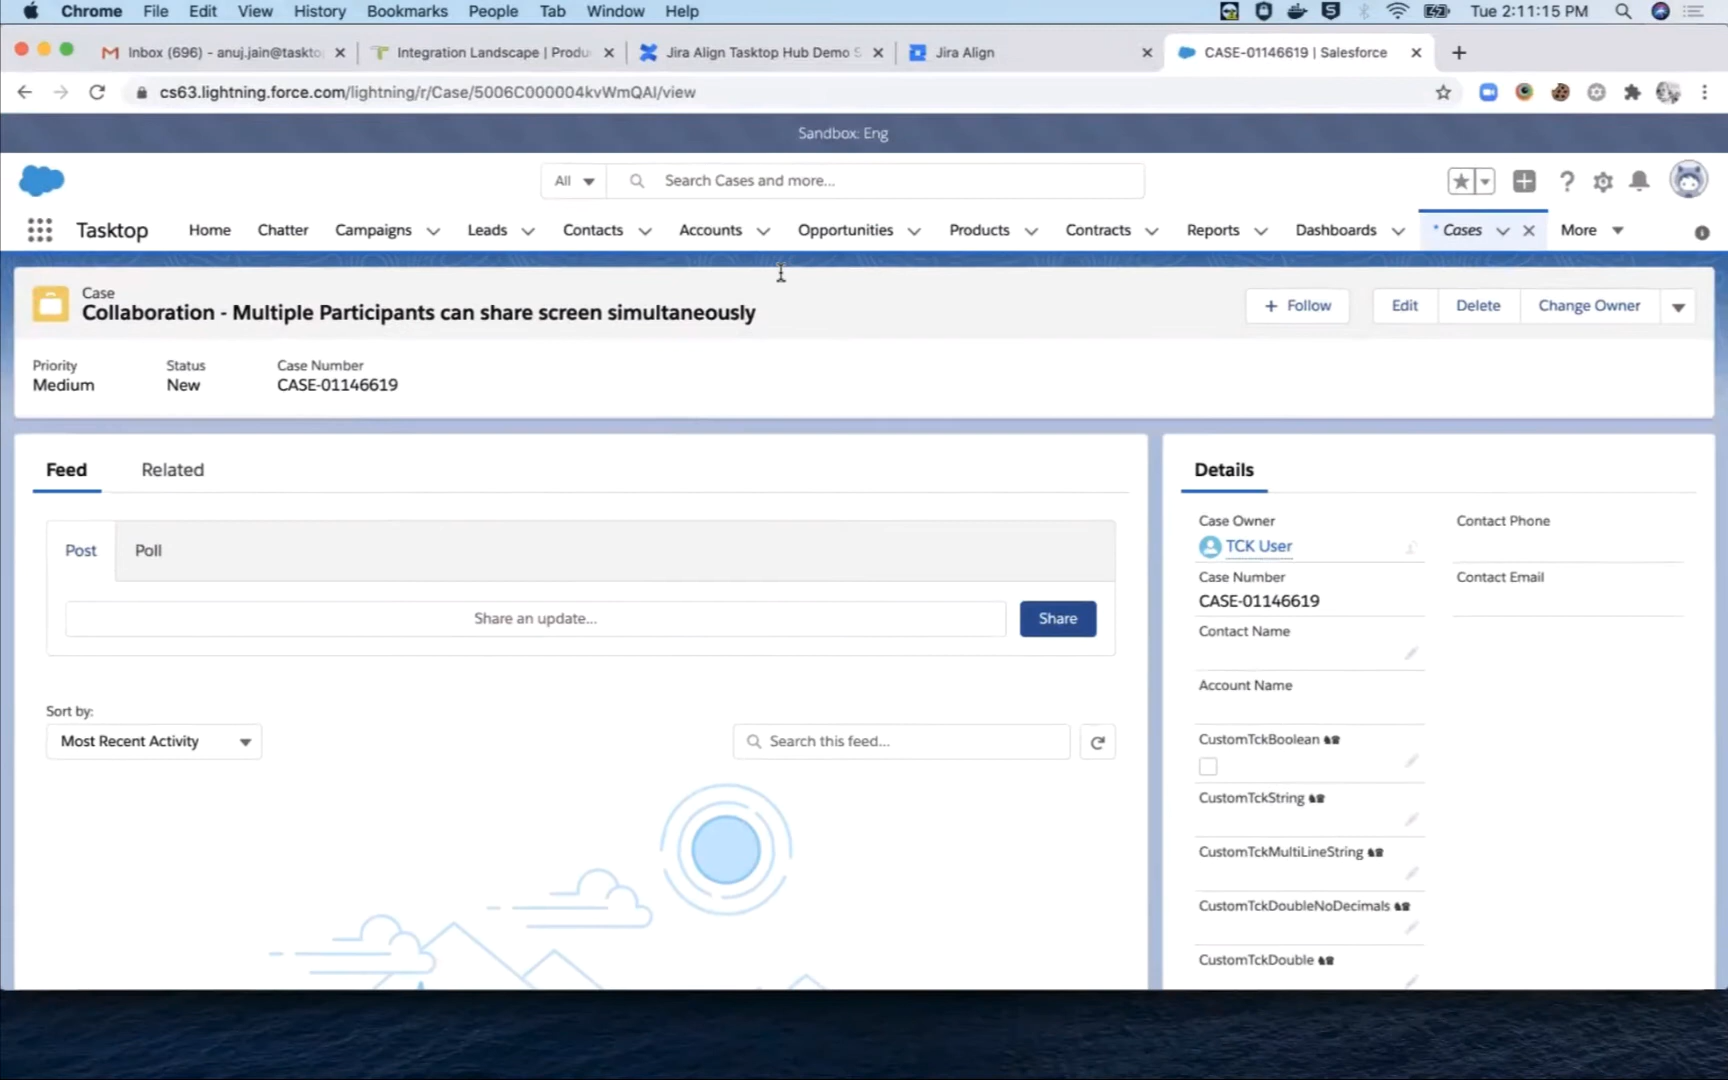 Chrome File Edit View History Bookmarks People Tab Window Help Tue 2:11:15 PM
Inbox (696) - anuj.jain@taskto Integration Landscape | Produ Jira Align Tasktop Hub Demo S Jira Align CASE-01146619 | Salesforce
cs63.lightning.force.com/lightning/r/Case/5006C000004kvWmQAI/view
Sandbox: Eng
All Search Cases and more...
Tasktop Home Chatter Campaigns Leads Contacts Accounts Opportunities Products Contracts Reports Dashboards * Cases More
Case
Collaboration - Multiple Participants can share screen simultaneously
+ Follow Edit Delete Change Owner
Priority Status Case Number
Medium New CASE-01146619
Feed Related
Post Poll
Share an update... Share
Sort by:
Most Recent Activity Search this feed...
Details
Case Owner Contact Phone
TCK User
Case Number Contact Email
CASE-01146619
Contact Name
Account Name
CustomTckBoolean
CustomTckString
CustomTckMultiLineString
CustomTckDoubleNoDecimals
CustomTckDouble